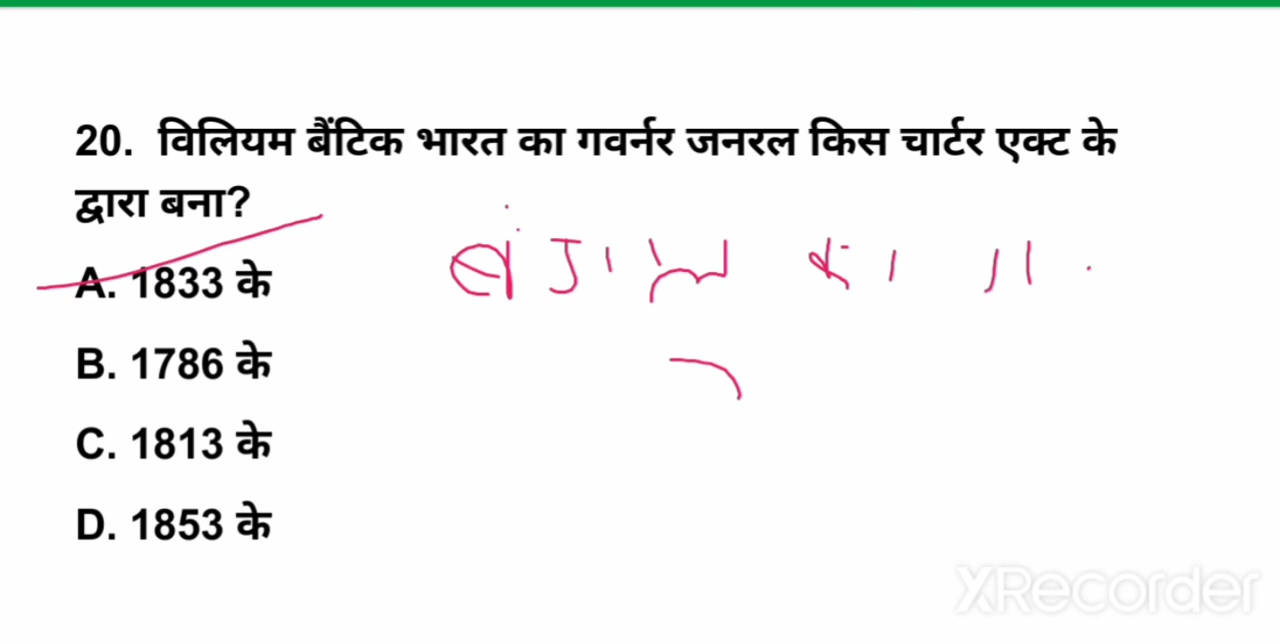 20. विलियम बैंटिक भारत का गवर्नर जनरल किस चार्टर एक्ट के
द्वारा बना?
A. 1833 के
बंगाल का ग
B. 1786 के
C. 1813 के
D. 1853 के
XRecorder